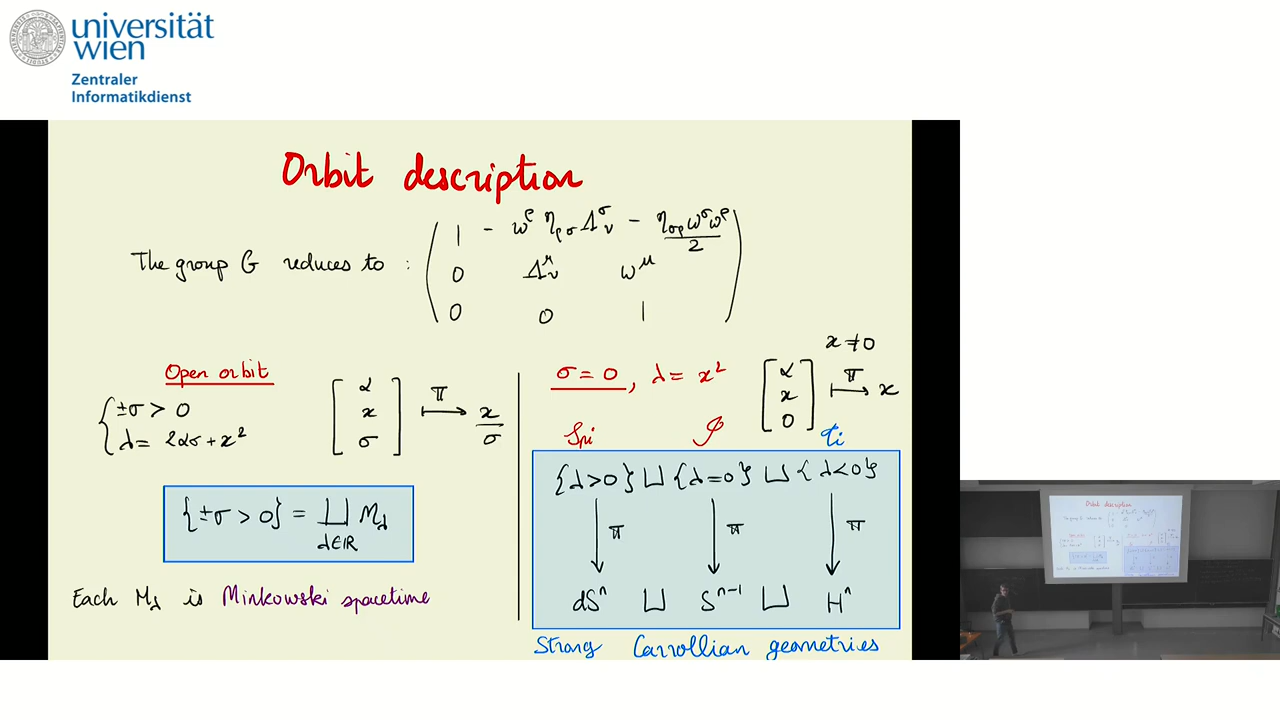 universität
wien
Zentraler
Informatikdienst
Orbit description
The group G reduces to :
1 - ω^ρ η_ρσ Λ^σ_ν - η_σρ ω^σ ω^ρ / 2
0 Λ^μ_ν ω^μ
0 0 1
Open orbit
{ ±σ > 0
λ = 2ασ + x²
[ α x σ ] ↦^π x/σ
{±σ > 0} = ⊔_{λ∈ℝ} M_λ
Each M_λ is Minkowski spacetime
σ = 0 , λ = x²
x ≠ 0
[ α x 0 ] ↦^π x
Spi 𝓘 Ti
{λ>0} ⊔ {λ=0} ⊔ {λ<0}
↓ π ↓ π ↓ π
dS^n ⊔ S^{n-1} ⊔ H^n
Strong Carrollian geometries